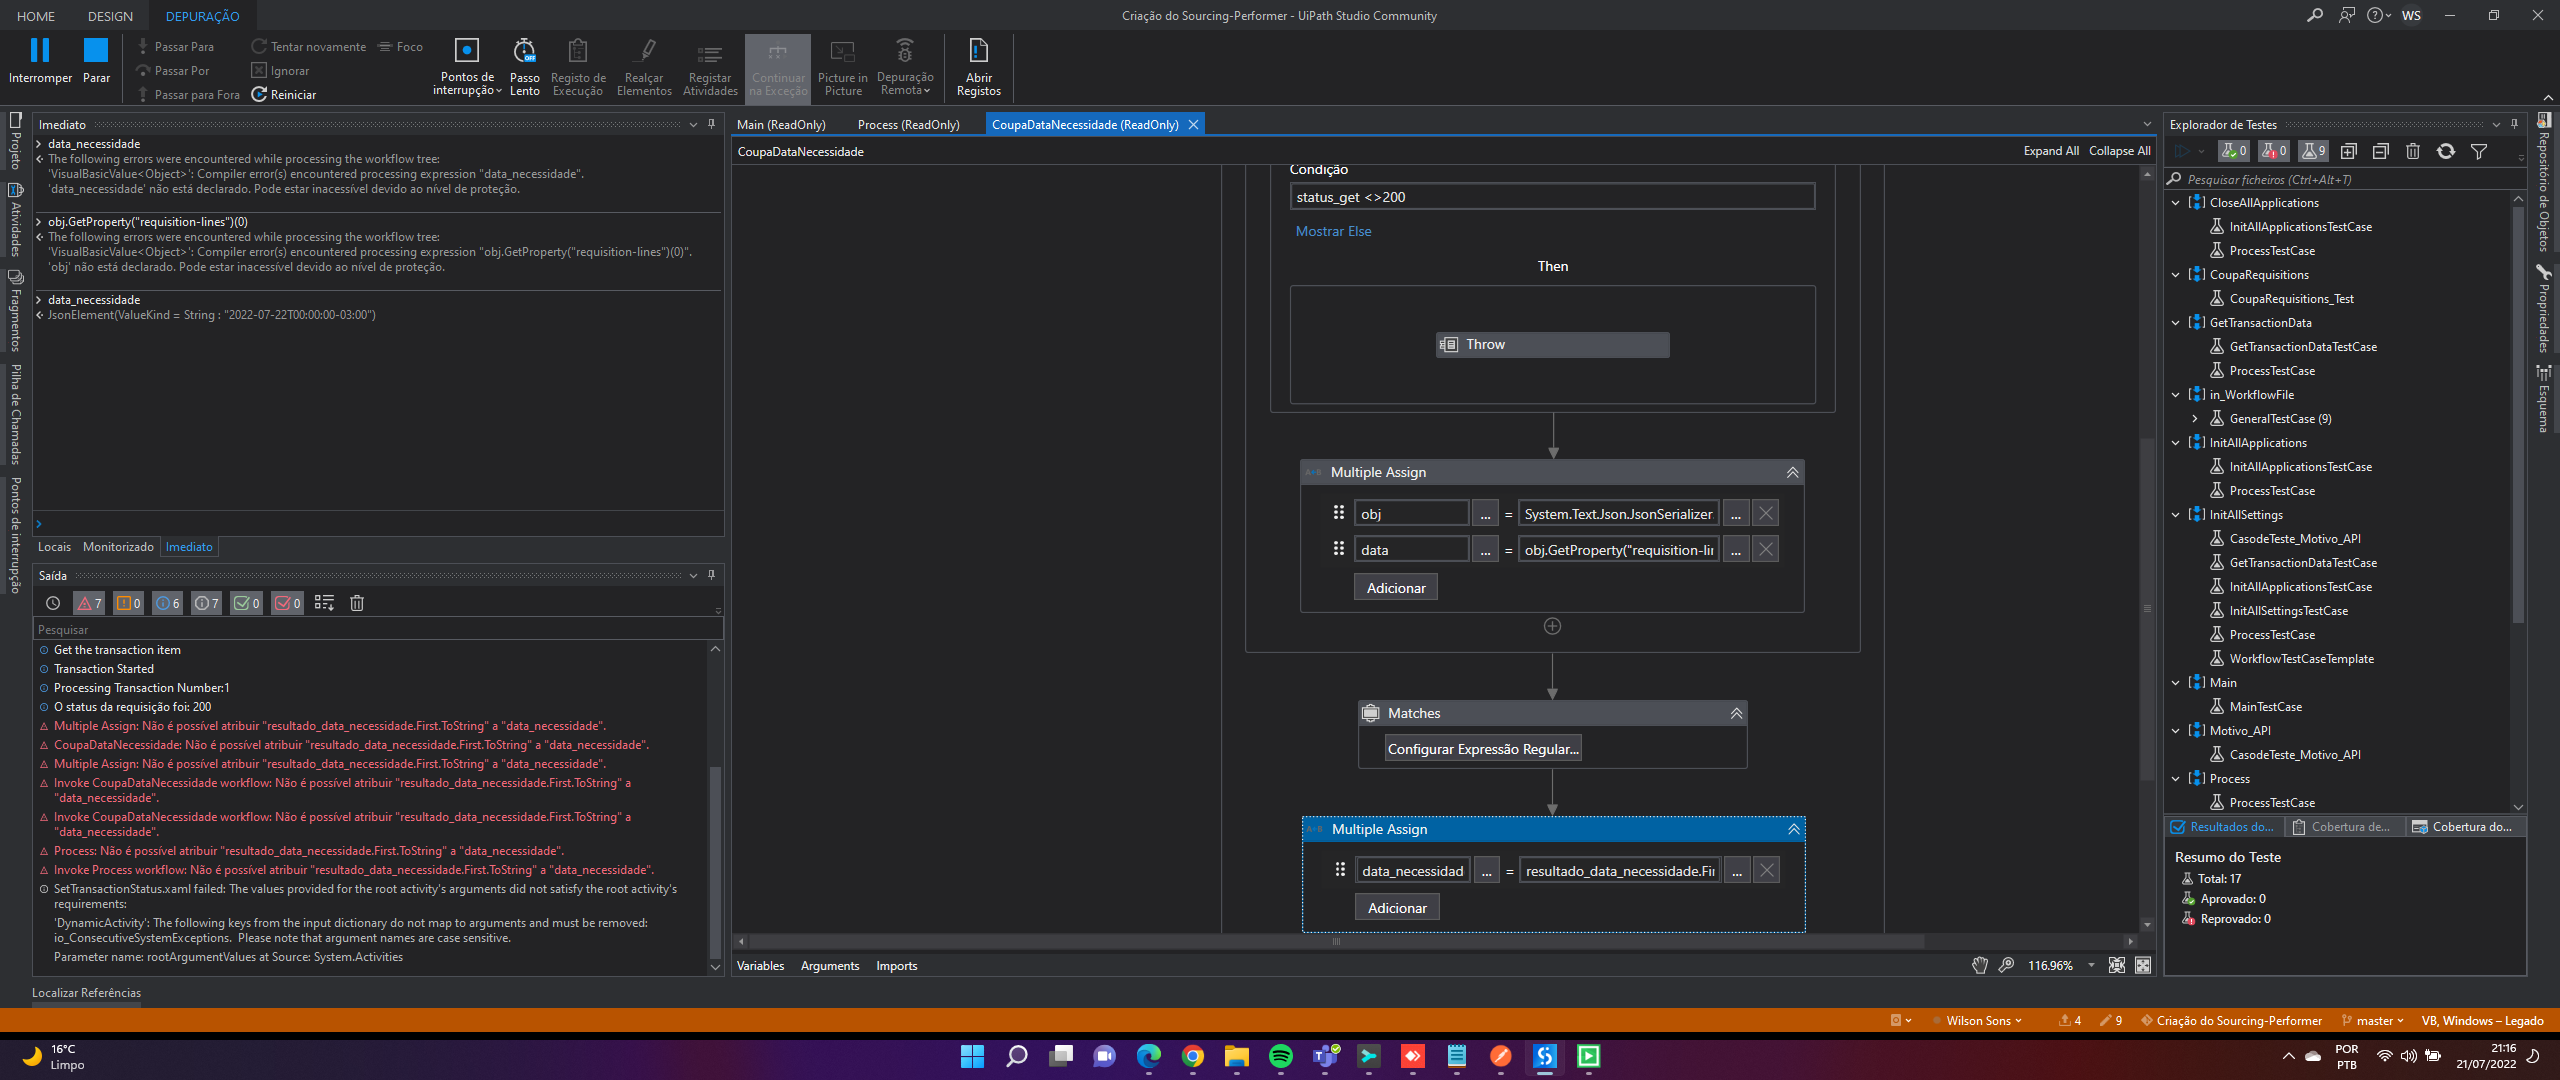 HOME
DESIGN
DEPURAÇÃO
Criação do Sourcing-Performer - UiPath Studio Community
WS
Interromper
Parar
Passar Para
Passar Por
Passar para Fora
Tentar novamente
Ignorar
Reiniciar
Foco
Pontos de
interrupção
Passo
Lento
Registo de
Execução
Realçar
Elementos
Registar
Atividades
Continuar
na Exceção
Picture in
Picture
Depuração
Remota
Abrir
Registos
Projeto
Atividades
Fragmentos
Pilha de Chamadas
Pontos de interrupção
Imediato
data_necessidade
The following errors were encountered while processing the workflow tree:
'VisualBasicValue<Object>': Compiler error(s) encountered processing expression "data_necessidade".
'data_necessidade' não está declarado. Pode estar inacessível devido ao nível de proteção.
obj.GetProperty("requisition-lines")(0)
The following errors were encountered while processing the workflow tree:
'VisualBasicValue<Object>': Compiler error(s) encountered processing expression "obj.GetProperty("requisition-lines")(0)".
'obj' não está declarado. Pode estar inacessível devido ao nível de proteção.
data_necessidade
JsonElement(ValueKind = String : "2022-07-22T00:00:00-03:00")
Locais
Monitorizado
Imediato
Saída
7
0
6
7
0
0
Pesquisar
Get the transaction item
Transaction Started
Processing Transaction Number:1
O status da requisição foi: 200
Multiple Assign: Não é possível atribuir "resultado_data_necessidade.First.ToString" a "data_necessidade".
CoupaDataNecessidade: Não é possível atribuir "resultado_data_necessidade.First.ToString" a "data_necessidade".
Multiple Assign: Não é possível atribuir "resultado_data_necessidade.First.ToString" a "data_necessidade".
Invoke CoupaDataNecessidade workflow: Não é possível atribuir "resultado_data_necessidade.First.ToString" a
"data_necessidade".
Invoke CoupaDataNecessidade workflow: Não é possível atribuir "resultado_data_necessidade.First.ToString" a
"data_necessidade".
Process: Não é possível atribuir "resultado_data_necessidade.First.ToString" a "data_necessidade".
Invoke Process workflow: Não é possível atribuir "resultado_data_necessidade.First.ToString" a "data_necessidade".
SetTransactionStatus.xaml failed: The values provided for the root activity's arguments did not satisfy the root activity's
requirements:
'DynamicActivity': The following keys from the input dictionary do not map to arguments and must be removed:
io_ConsecutiveSystemExceptions.  Please note that argument names are case sensitive.
Parameter name: rootArgumentValues at Source: System.Activities
Localizar Referências
Main (ReadOnly)
Process (ReadOnly)
CoupaDataNecessidade (ReadOnly)
CoupaDataNecessidade
Expand All
Collapse All
Condição
status_get <>200
Mostrar Else
Then
Throw
Multiple Assign
obj
...
=
System.Text.Json.JsonSerializer
...
data
...
=
obj.GetProperty("requisition-lin
...
Adicionar
Matches
Configurar Expressão Regular...
Multiple Assign
data_necessidad
...
=
resultado_data_necessidade.Fir
...
Adicionar
Variables
Arguments
Imports
116.96%
Explorador de Testes
0
0
9
Pesquisar ficheiros (Ctrl+Alt+T)
CloseAllApplications
InitAllApplicationsTestCase
ProcessTestCase
CoupaRequisitions
CoupaRequisitions_Test
GetTransactionData
GetTransactionDataTestCase
ProcessTestCase
in_WorkflowFile
GeneralTestCase (9)
InitAllApplications
InitAllApplicationsTestCase
ProcessTestCase
InitAllSettings
CasodeTeste_Motivo_API
GetTransactionDataTestCase
InitAllApplicationsTestCase
InitAllSettingsTestCase
ProcessTestCase
WorkflowTestCaseTemplate
Main
MainTestCase
Motivo_API
CasodeTeste_Motivo_API
Process
ProcessTestCase
Resultados do...
Cobertura de...
Cobertura do...
Resumo do Teste
Total: 17
Aprovado: 0
Reprovado: 0
Repositório de Objetos
Propriedades
Esquema
Wilson Sons
4
9
Criação do Sourcing-Performer
master
VB, Windows – Legado
16°C
Limpo
POR
PTB
21:16
21/07/2022